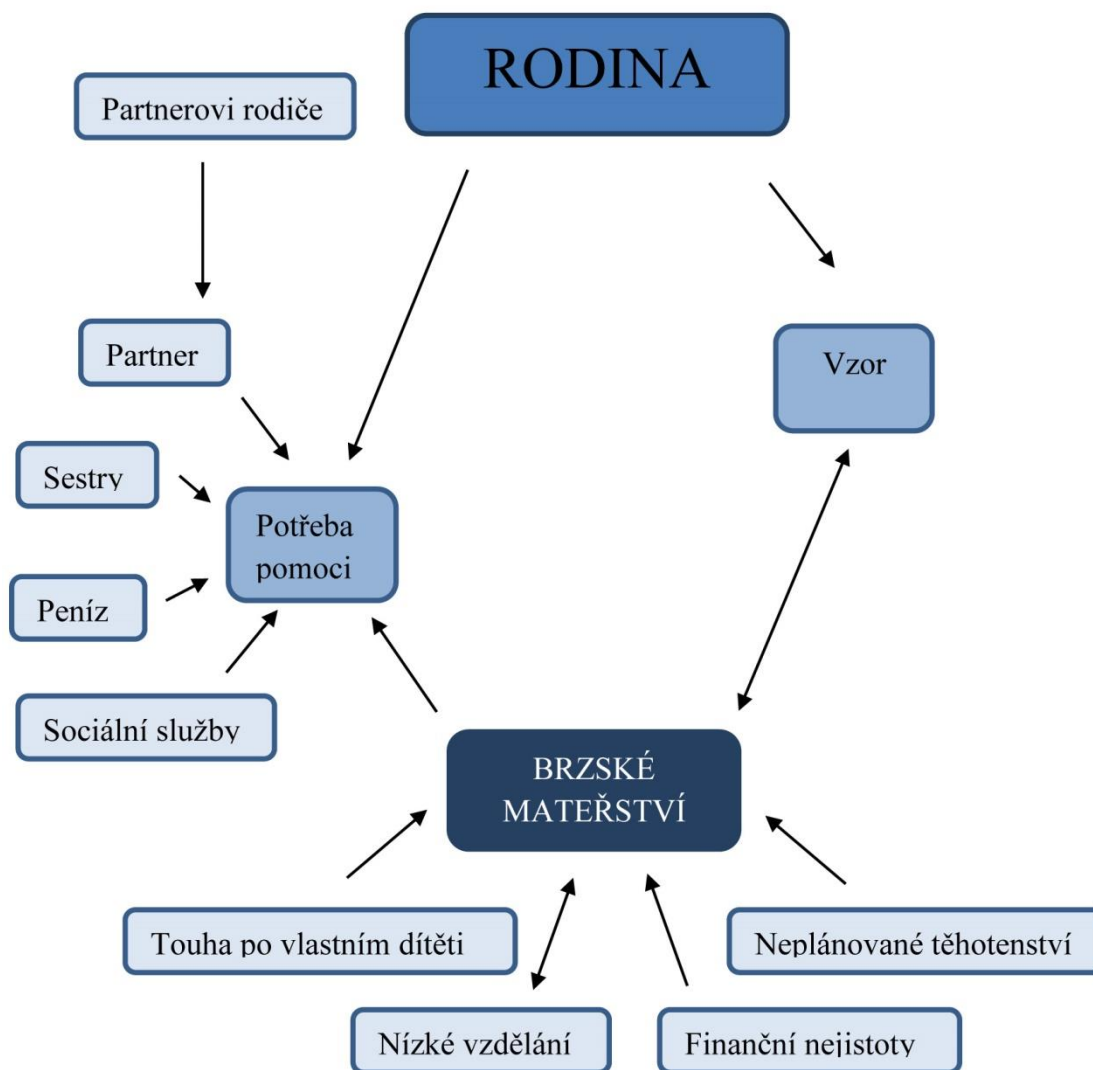 RODINA
Partnerovi rodiče
Partner
Vzor
Sestry
Potřeba
pomoci
Peníz
Sociální služby
BRZSKÉ
MATEŘSTVÍ
Touha po vlastním dítěti
Neplánované těhotenství
Nízké vzdělání
Finanční nejistoty